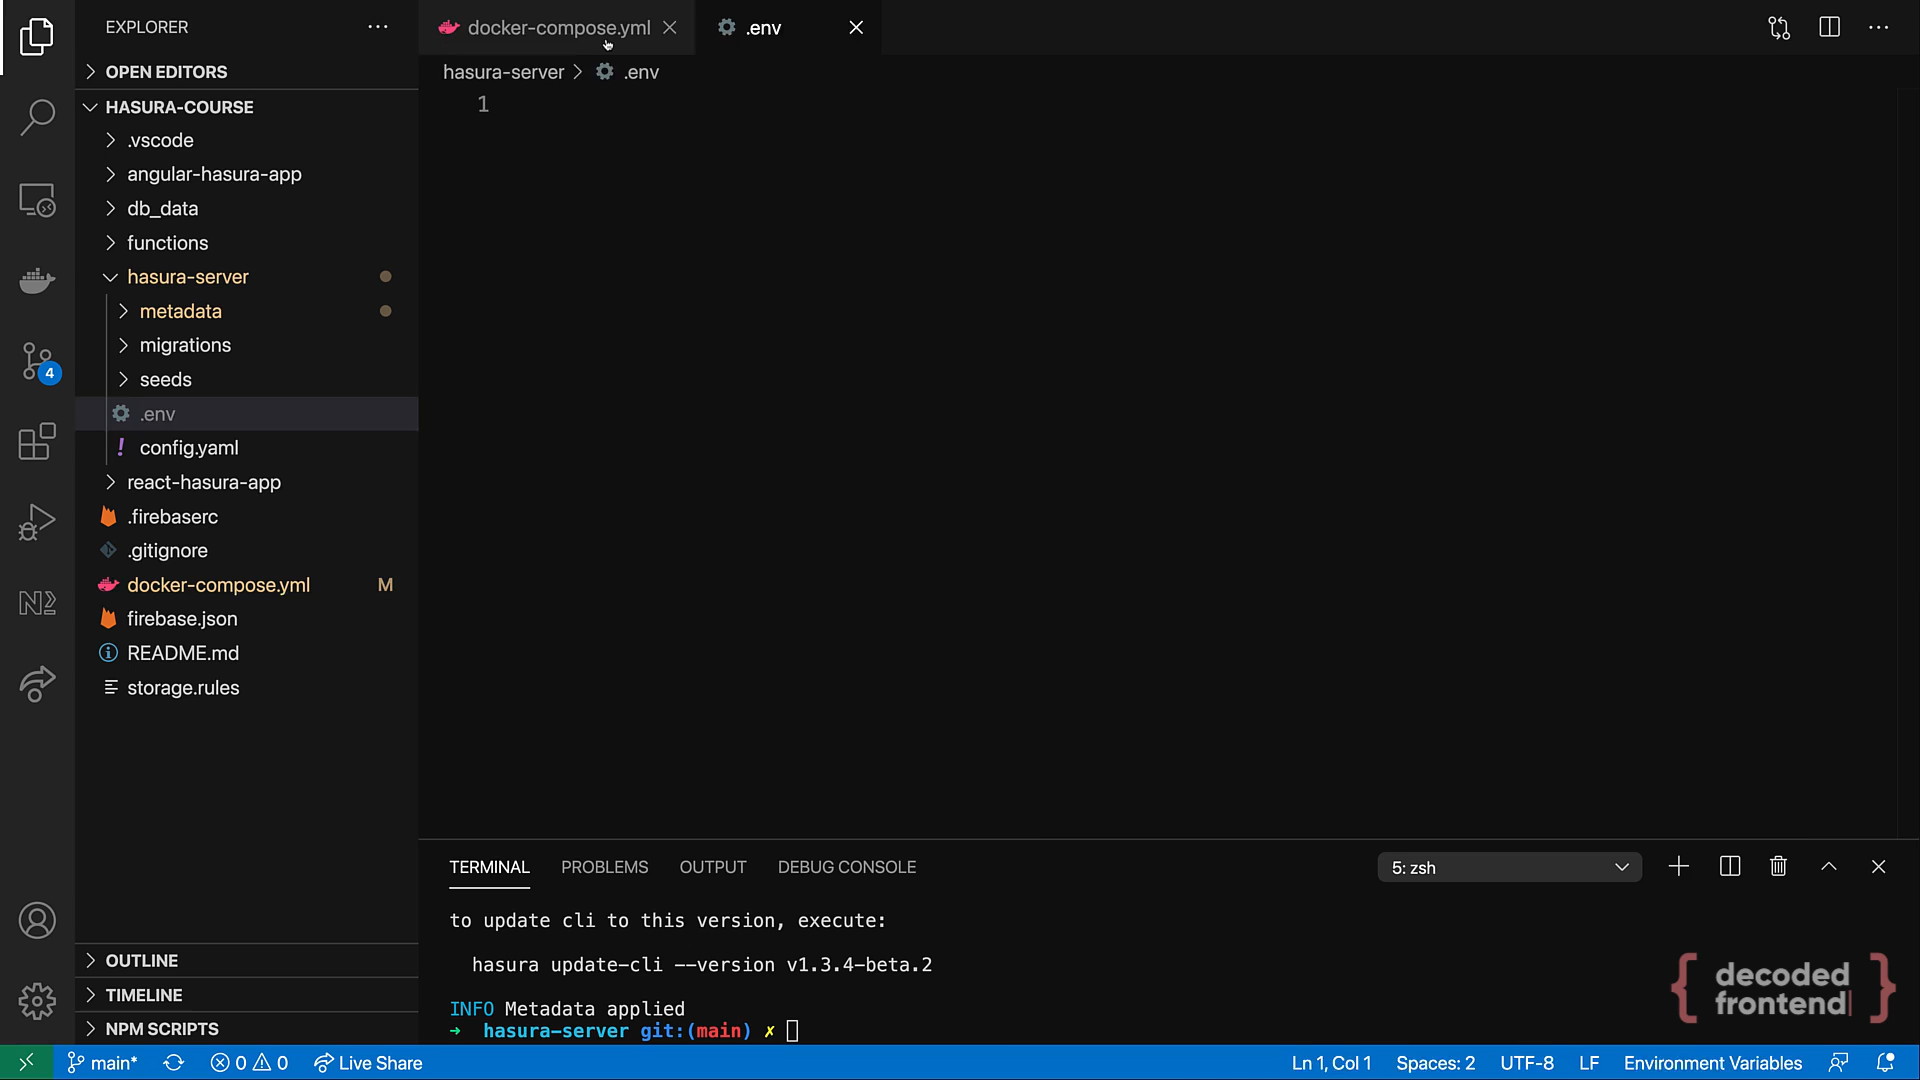 EXPLORER
docker-compose.yml
.env
OPEN EDITORS
hasura-server
.env
HASURA-COURSE
1
.vscode
angular-hasura-app
db_data
functions
hasura-server
metadata
migrations
seeds
.env
config.yaml
react-hasura-app
.firebaserc
.gitignore
docker-compose.yml M
firebase.json
README.md
storage.rules
4
OUTLINE
TIMELINE
NPM SCRIPTS
TERMINAL PROBLEMS OUTPUT DEBUG CONSOLE
5: zsh
to update cli to this version, execute:
hasura update-cli --version v1.3.4-beta.2
INFO Metadata applied
➜ hasura-server git:(main) ✗
{ decoded
frontend }
main* 0 0 Live Share
Ln 1, Col 1 Spaces: 2 UTF-8 LF Environment Variables